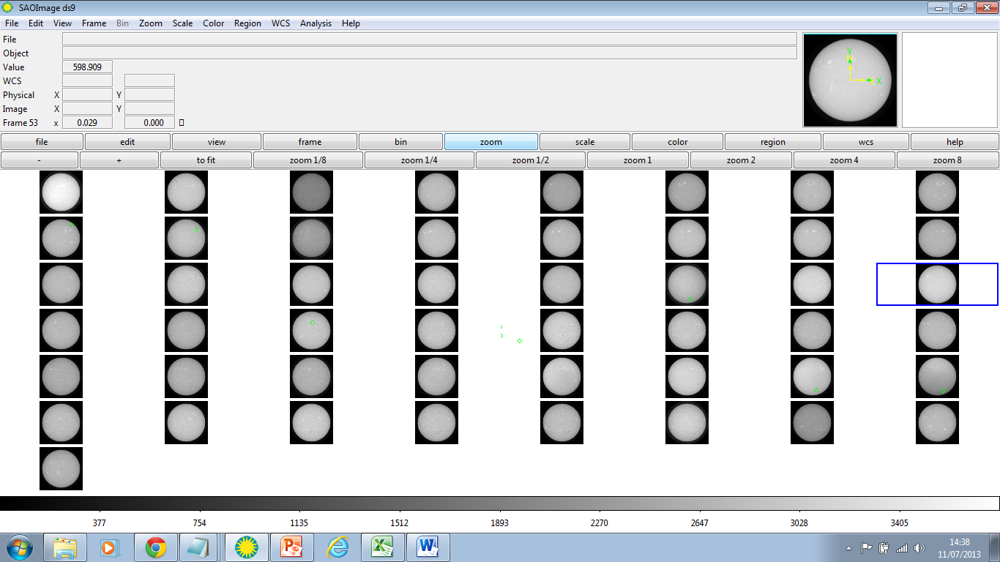 SAOImage ds9
File Edit View Frame Bin Zoom Scale Color Region WCS Analysis Help
File
Object
Value 598.909
WCS
Physical X Y
Image X Y
Frame 53 x 0.029 0.000
Y
X
file edit view frame bin zoom scale color region wcs help
- + to fit zoom 1/8 zoom 1/4 zoom 1/2 zoom 1 zoom 2 zoom 4 zoom 8
377 754 1135 1512 1893 2270 2647 3028 3405
14:38
11/07/2013